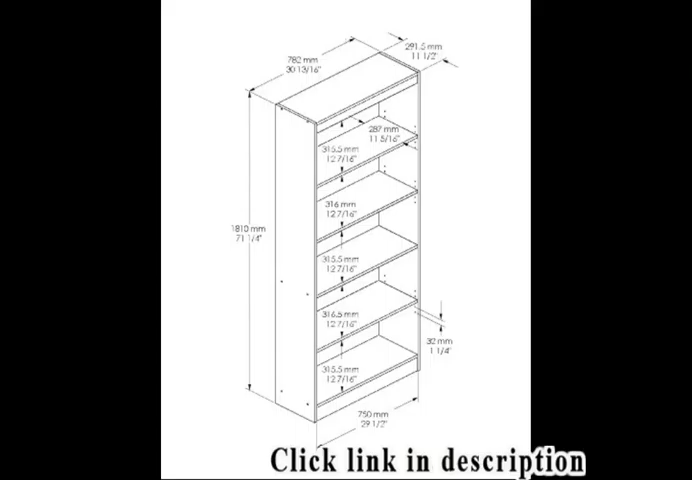 782 mm
30 13/16"
291.5 mm
11 1/2"
287 mm
11 5/16"
315.5 mm
12 7/16"
316 mm
12 7/16"
1810 mm
71 1/4"
315.5 mm
12 7/16"
316.5 mm
12 7/16"
32 mm
1 1/4"
315.5 mm
12 7/16"
750 mm
29 1/2"
Click link in description